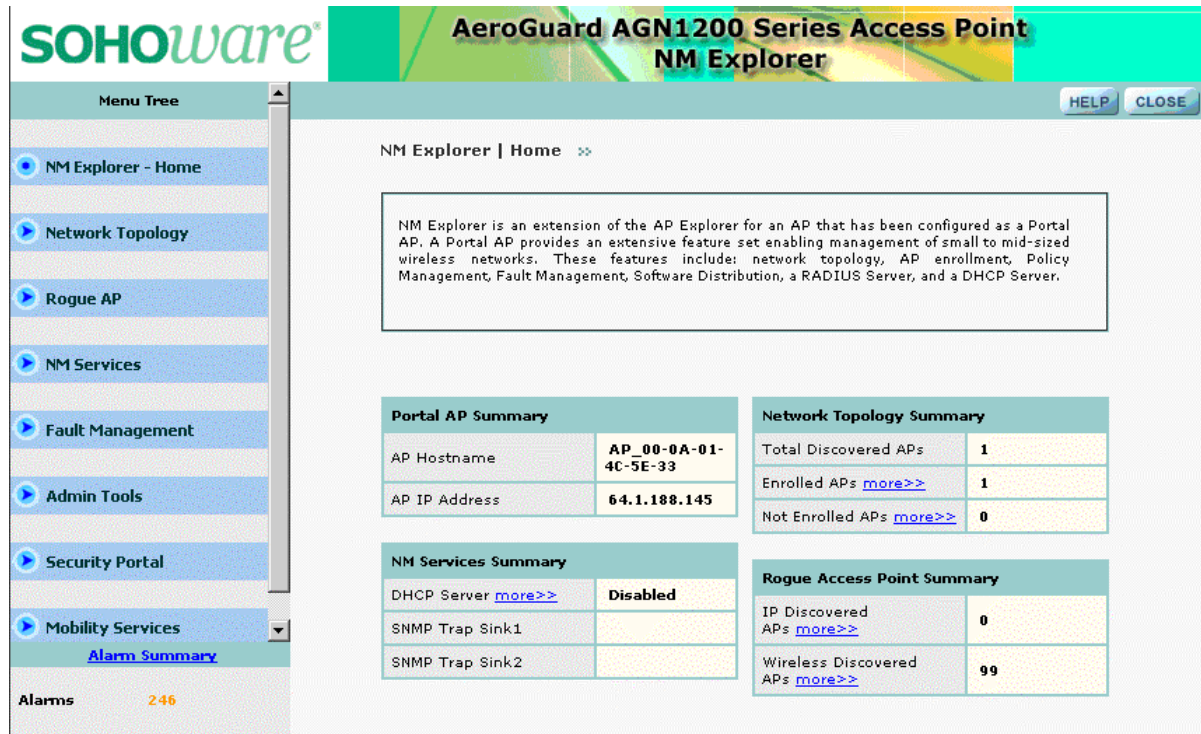 SOHOware®
AeroGuard AGN1200 Series Access Point
NM Explorer
Menu Tree
HELP
CLOSE
NM Explorer - Home
Network Topology
Rogue AP
NM Services
Fault Management
Admin Tools
Security Portal
Mobility Services
Alarm Summary
Alarms 246
NM Explorer | Home >>
NM Explorer is an extension of the AP Explorer for an AP that has been configured as a Portal
AP. A Portal AP provides an extensive feature set enabling management of small to mid-sized
wireless networks. These features include: network topology, AP enrollment, Policy
Management, Fault Management, Software Distribution, a RADIUS Server, and a DHCP Server.
Portal AP Summary
AP Hostname AP_00-0A-01-
4C-5E-33
AP IP Address 64.1.188.145
NM Services Summary
DHCP Server more>> Disabled
SNMP Trap Sink1
SNMP Trap Sink2
Network Topology Summary
Total Discovered APs 1
Enrolled APs more>> 1
Not Enrolled APs more>> 0
Rogue Access Point Summary
IP Discovered
APs more>> 0
Wireless Discovered
APs more>> 99